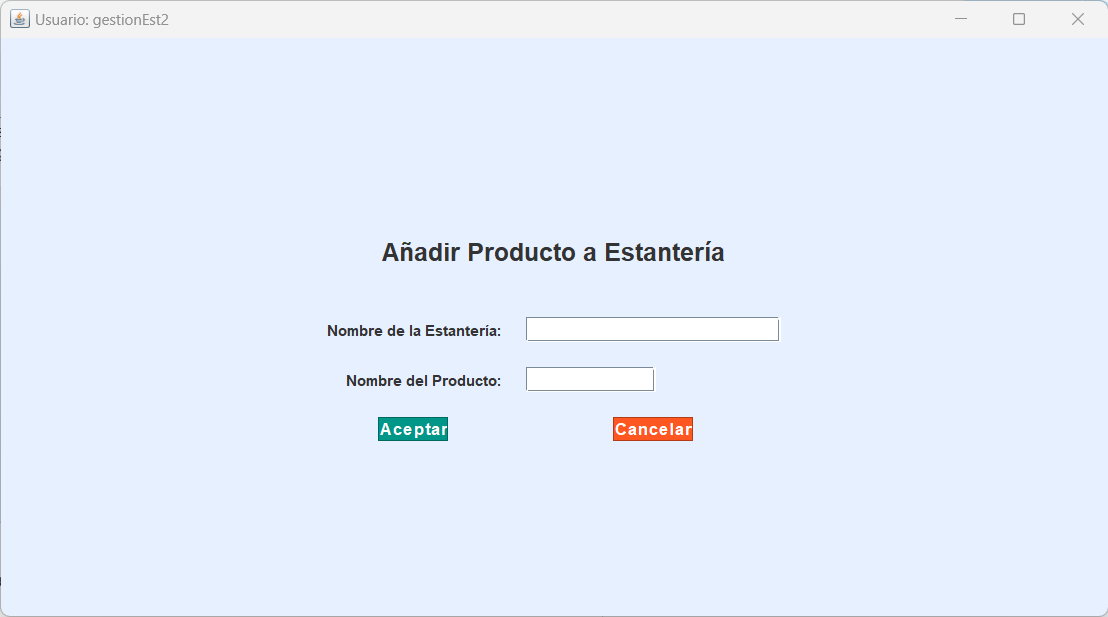 Usuario: gestionEst2
Añadir Producto a Estantería
Nombre de la Estantería:
Nombre del Producto:
Aceptar Cancelar